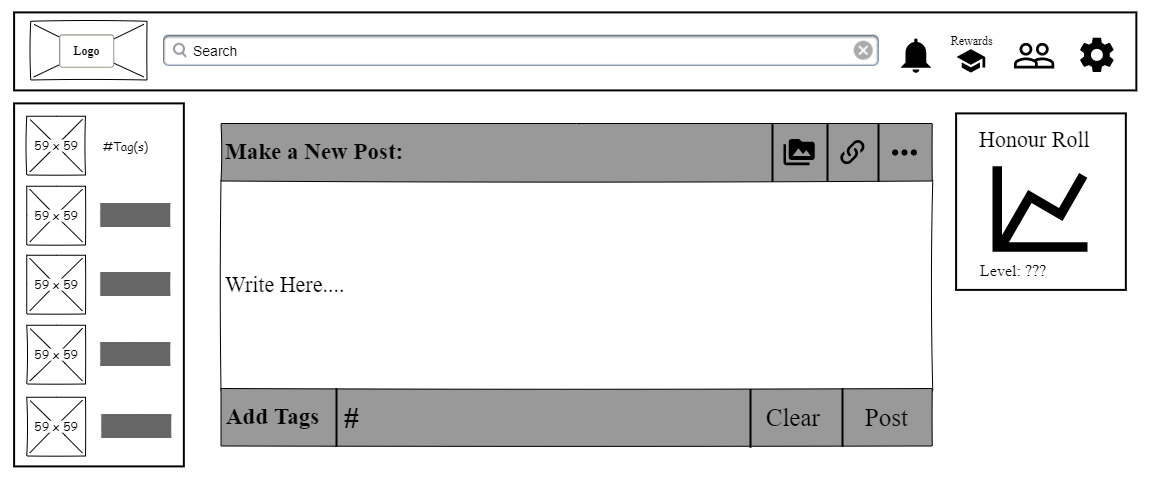 Logo
Search
Rewards
59 x 59
#Tag(s)
59 x 59
59 x 59
59 x 59
59 x 59
Make a New Post:
Write Here....
Add Tags
#
Clear
Post
Honour Roll
Level: ???